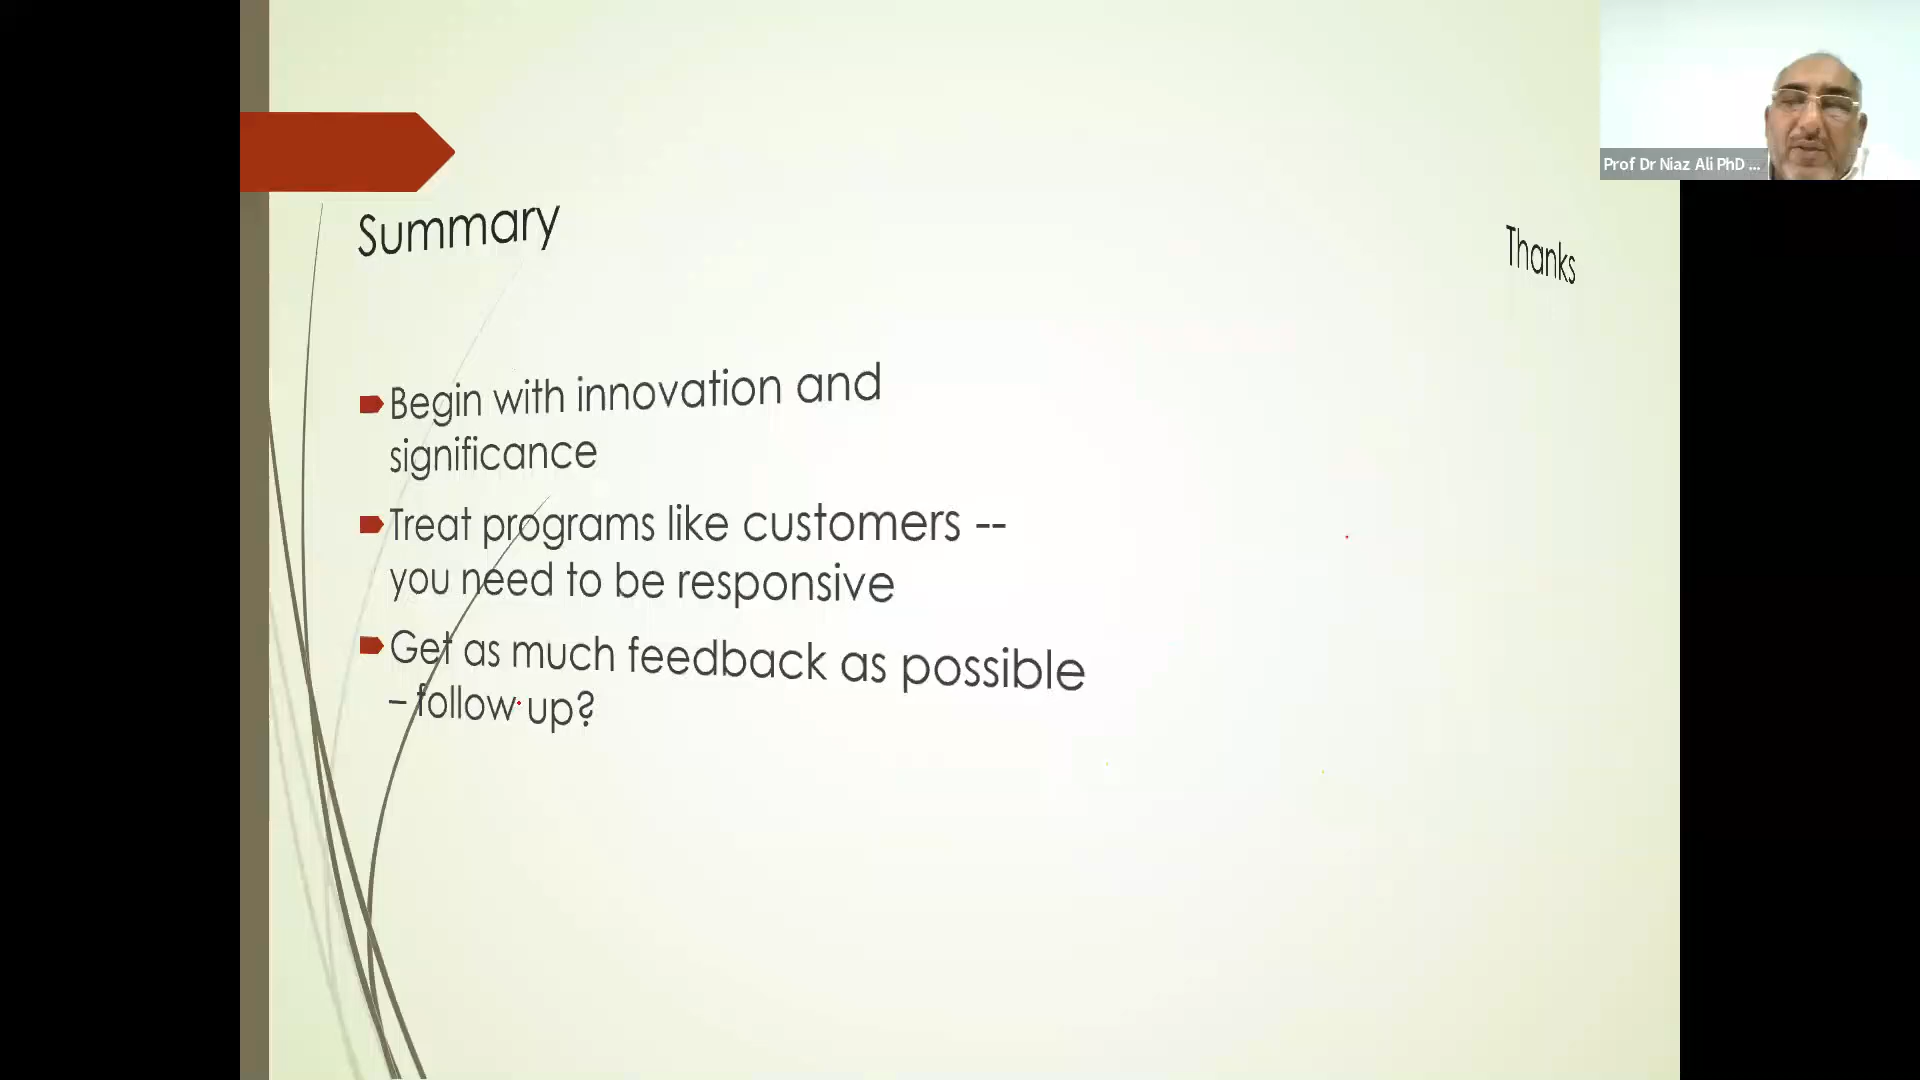 Prof Dr Niaz Ali PhD ...
Summary
Thanks
Begin with innovation and
significance
Treat programs like customers --
you need to be responsive
Get as much feedback as possible
– follow up?